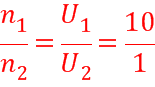 n₁/n₂ = U₁/U₂ = 10/1